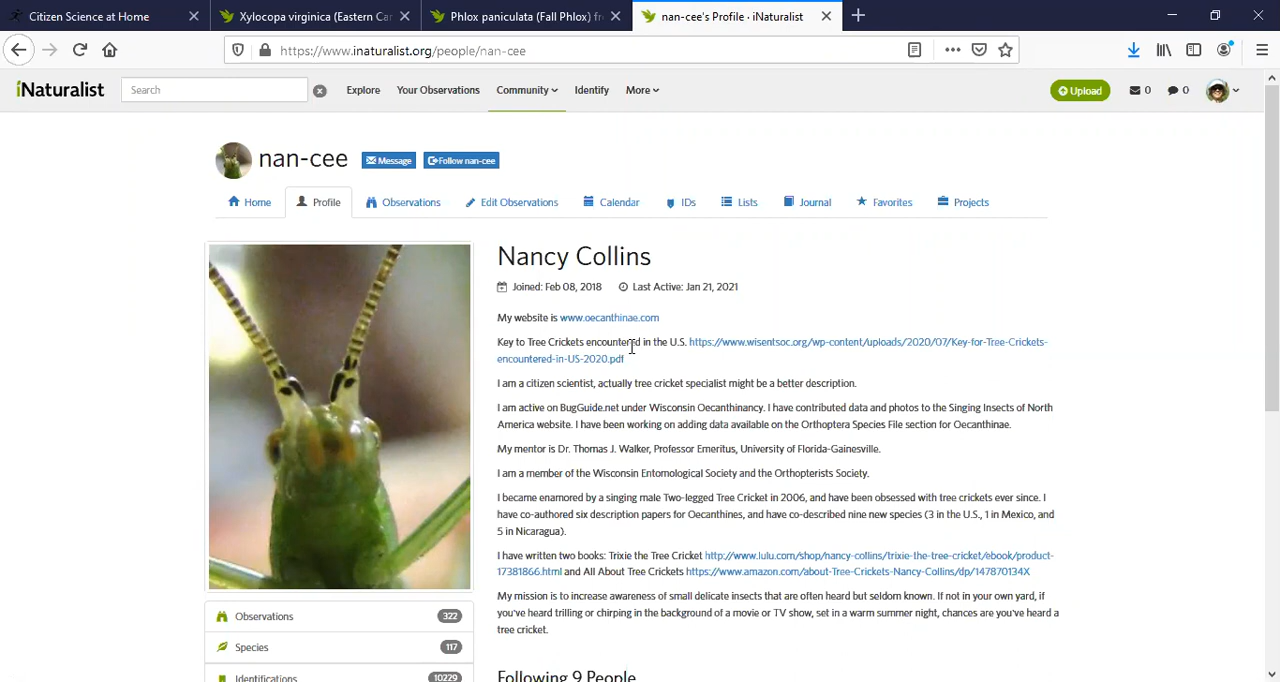 Citizen Science at Home
Xylocopa virginica (Eastern Car
Phlox paniculata (Fall Phlox) fr
nan-cee's Profile · iNaturalist
https://www.inaturalist.org/people/nan-cee
iNaturalist
Search
Explore
Your Observations
Community
Identify
More
Upload
0
0
nan-cee
Message
Follow nan-cee
Home
Profile
Observations
Edit Observations
Calendar
IDs
Lists
Journal
Favorites
Projects
Nancy Collins
Joined: Feb 08, 2018 Last Active: Jan 21, 2021
My website is www.oecanthinae.com
Key to Tree Crickets encountered in the U.S. https://www.wisentsoc.org/wp-content/uploads/2020/07/Key-for-Tree-Crickets-
encountered-in-US-2020.pdf
I am a citizen scientist, actually tree cricket specialist might be a better description.
I am active on BugGuide.net under Wisconsin Oecanthinancy. I have contributed data and photos to the Singing Insects of North
America website. I have been working on adding data available on the Orthoptera Species File section for Oecanthinae.
My mentor is Dr. Thomas J. Walker, Professor Emeritus, University of Florida-Gainesville.
I am a member of the Wisconsin Entomological Society and the Orthopterists Society.
I became enamored by a singing male Two-legged Tree Cricket in 2006, and have been obsessed with tree crickets ever since. I
have co-authored six description papers for Oecanthines, and have co-described nine new species (3 in the U.S., 1 in Mexico, and
5 in Nicaragua).
I have written two books: Trixie the Tree Cricket http://www.lulu.com/shop/nancy-collins/trixie-the-tree-cricket/ebook/product-
17381866.html and All About Tree Crickets https://www.amazon.com/about-Tree-Crickets-Nancy-Collins/dp/147870134X
My mission is to increase awareness of small delicate insects that are often heard but seldom known. If not in your own yard, if
you've heard trilling or chirping in the background of a movie or TV show, set in a warm summer night, chances are you've heard a
tree cricket.
Observations 322
Species 117
Identifications 10229
Following 9 People